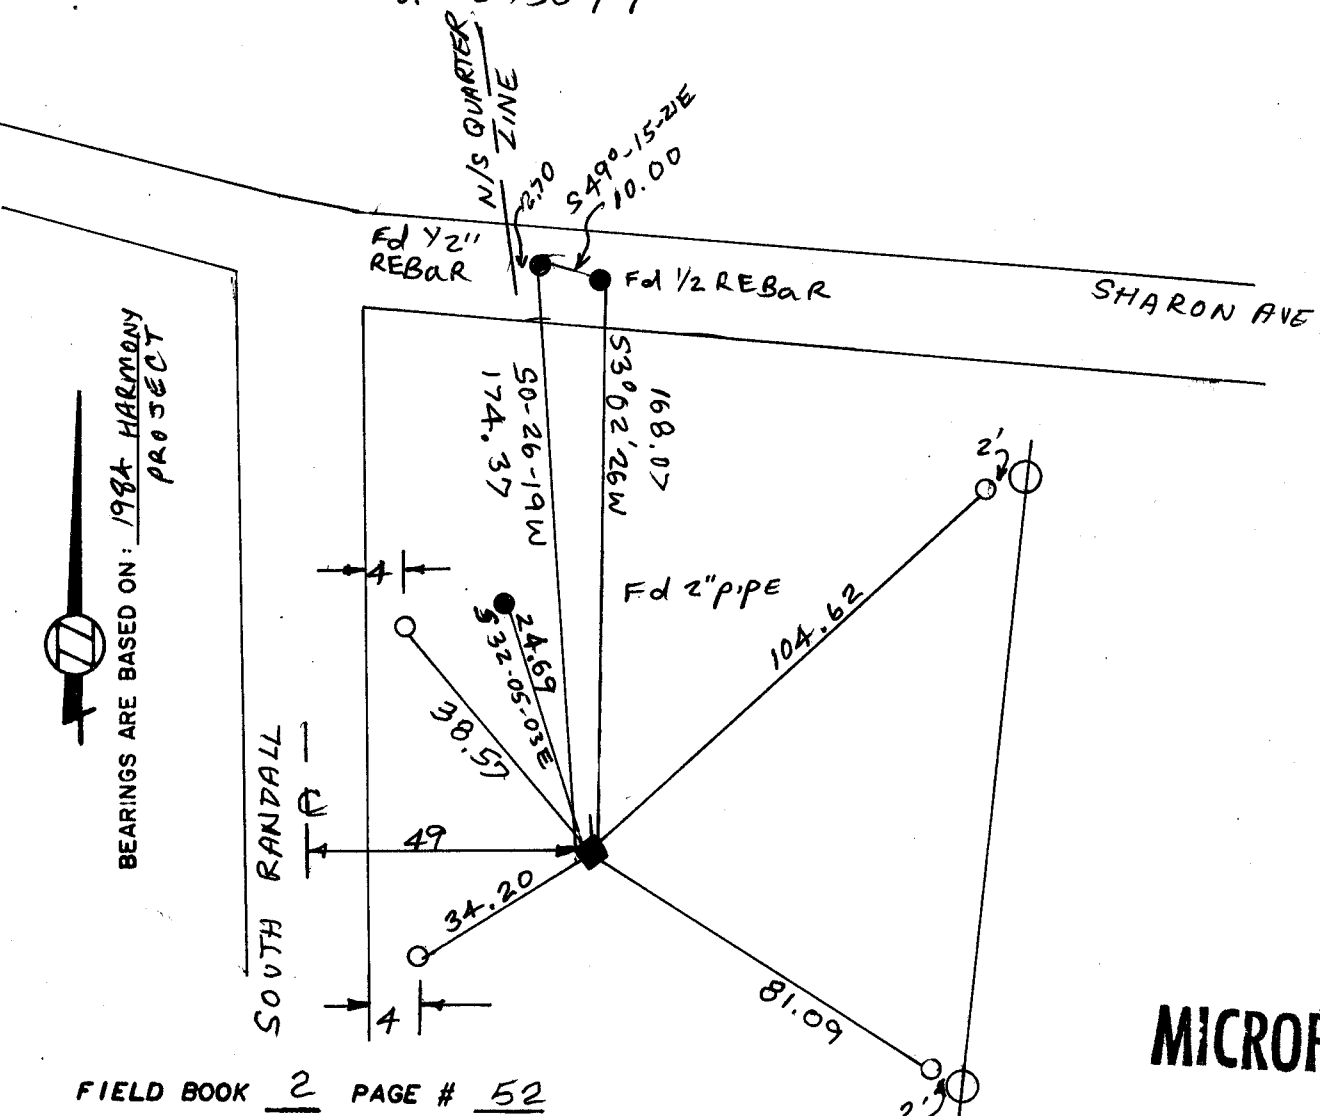 N/S QUARTER
LINE
2.70
S49°-15-21E
10.00
Fd 1/2"
REBAR
Fd 1/2 REBAR
SHARON AVE
BEARINGS ARE BASED ON: 1984 HARMONY
PROJECT
S0-26-19W
174.37
S3°02'26W
168.07
2'
4
Fd 2" PIPE
104.62
24.69
S32-05-03E
38.57
SOUTH RANDALL
49
34.20
4
81.09
2'
MICROF
FIELD BOOK 2 PAGE # 52